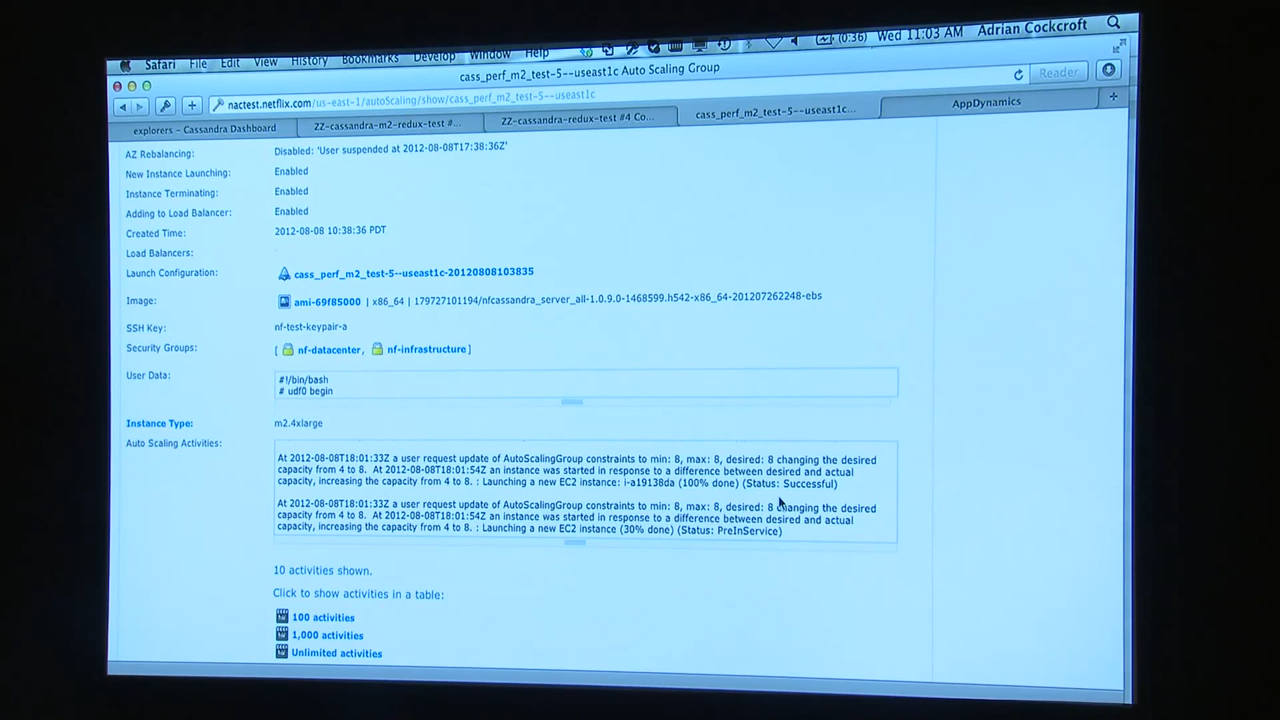 Safari File Edit View History Bookmarks Develop Window Help (0:36) Wed 11:03 AM Adrian Cockcroft
cass_perf_m2_test-5--useast1c Auto Scaling Group
nactest.netflix.com/us-east-1/autoScaling/show/cass_perf_m2_test-5--useast1c Reader
explorers – Cassandra Dashboard ZZ-cassandra-m2-redux-test #... ZZ-cassandra-redux-test #4 Co... cass_perf_m2_test-5--useast1c... AppDynamics
AZ Rebalancing: Disabled: 'User suspended at 2012-08-08T17:38:36Z'
New Instance Launching: Enabled
Instance Terminating: Enabled
Adding to Load Balancer: Enabled
Created Time: 2012-08-08 10:38:36 PDT
Load Balancers:
Launch Configuration: cass_perf_m2_test-5--useast1c-20120808103835
Image: ami-69f85000 | x86_64 | 179727101194/nfcassandra_server_all-1.0.9.0-1468599.h542-x86_64-201207262248-ebs
SSH Key: nf-test-keypair-a
Security Groups: [ nf-datacenter, nf-infrastructure ]
User Data: #!/bin/bash
# udf0 begin
Instance Type: m2.4xlarge
Auto Scaling Activities:
At 2012-08-08T18:01:33Z a user request update of AutoScalingGroup constraints to min: 8, max: 8, desired: 8 changing the desired
capacity from 4 to 8. At 2012-08-08T18:01:54Z an instance was started in response to a difference between desired and actual
capacity, increasing the capacity from 4 to 8. : Launching a new EC2 instance: i-a19138da (100% done) (Status: Successful)
At 2012-08-08T18:01:33Z a user request update of AutoScalingGroup constraints to min: 8, max: 8, desired: 8 changing the desired
capacity from 4 to 8. At 2012-08-08T18:01:54Z an instance was started in response to a difference between desired and actual
capacity, increasing the capacity from 4 to 8. : Launching a new EC2 instance (30% done) (Status: PreInService)
10 activities shown.
Click to show activities in a table:
100 activities
1,000 activities
Unlimited activities